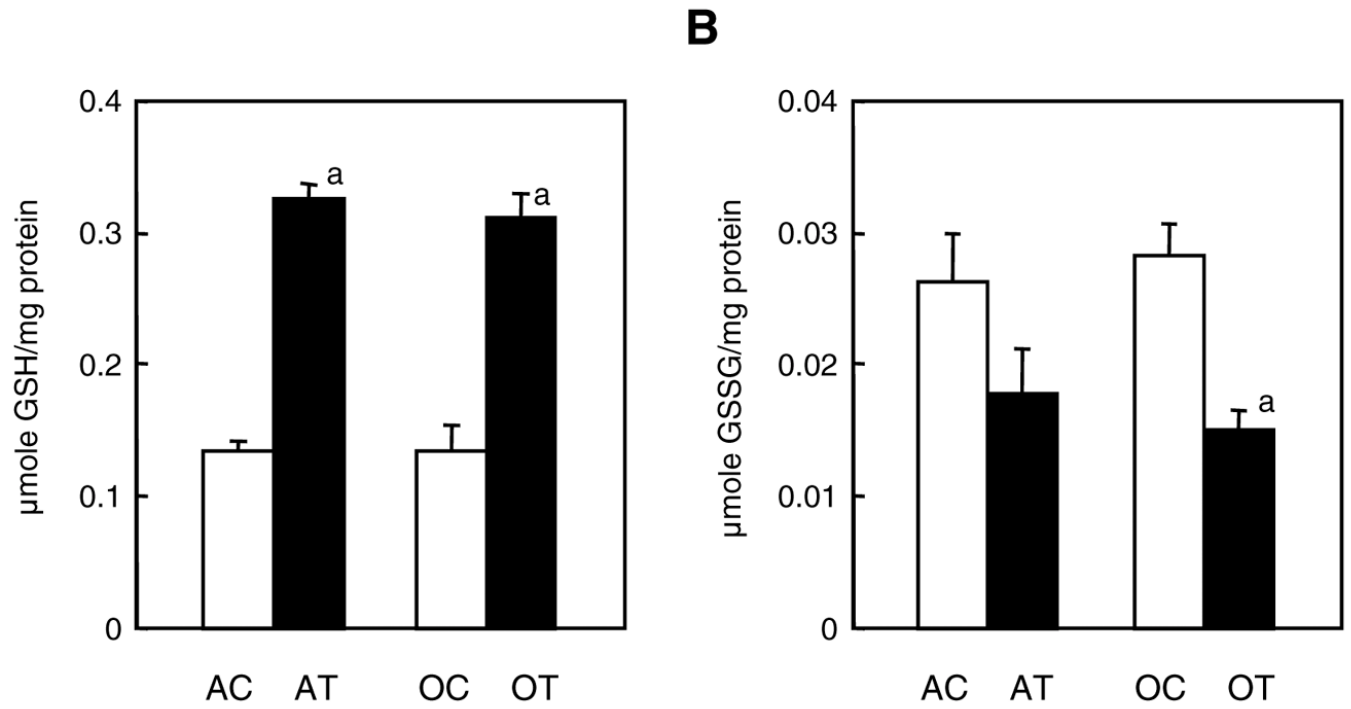 B
µmole GSH/mg protein
0.4
0.3
0.2
0.1
0
a
a
AC AT OC OT
µmole GSSG/mg protein
0.04
0.03
0.02
0.01
0
a
AC AT OC OT